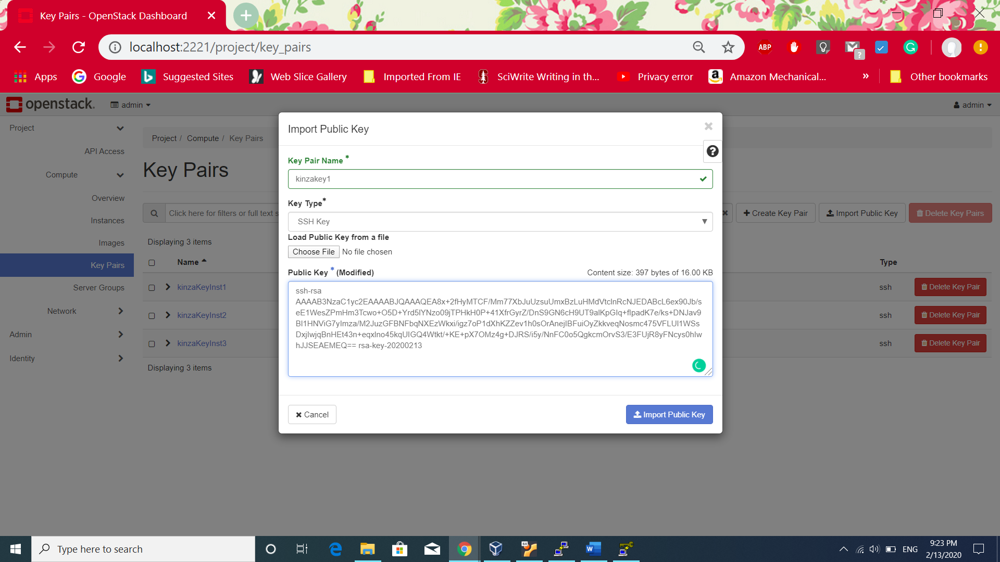 Key Pairs - OpenStack Dashboard
localhost:2221/project/key_pairs
ABP
?
Apps
Google
Suggested Sites
Web Slice Gallery
Imported From IE
SciWrite Writing in th...
Privacy error
Amazon Mechanical...
»
Other bookmarks
openstack.
admin
admin
Project
API Access
Compute
Overview
Instances
Images
Key Pairs
Server Groups
Network
Admin
Identity
Project / Compute / Key Pairs
Key Pairs
Click here for filters or full text s
Create Key Pair
Import Public Key
Delete Key Pairs
Displaying 3 items
Name
Type
kinzaKeyInst1
ssh
Delete Key Pair
kinzaKeyInst2
ssh
Delete Key Pair
kinzaKeyInst3
ssh
Delete Key Pair
Displaying 3 items
Import Public Key
Key Pair Name *
kinzakey1
Key Type*
SSH Key
Load Public Key from a file
Choose File No file chosen
Public Key * (Modified)
Content size: 397 bytes of 16.00 KB
ssh-rsa
AAAAB3NzaC1yc2EAAAABJQAAAQEA8x+2fHyMTCF/Mm77XbJuUzsuUmxBzLuHMdVtclnRcNJEDABcL6ex90Jb/s
eE1WesZPmHm3Tcwo+O5D+Yrd5lYNzo09jTPHkH0P+41XfrGyrZ/DnS9GN6cH9UT9alKpGlq+flpadK7e/ks+DNJav9
Bl1HNViG7yImza/M2JuzGFBNFbqNXEzWkxi/igz7oP1dXhKZZev1h0sOrAnejIBFuiOyZkkveqNosmc475VFLUl1WSs
DxjIwjqBnHEt43n+eqxlno45kqUIGQ4Wtkt/+KE+pX7OMz4g+DJRS/i5y/NnFC0o5QgkcmOrvS3/E3FUjR8yFNcys0hIw
hJJSEAEMEQ== rsa-key-20200213
Cancel
Import Public Key
Type here to search
64
W
ENG
9:23 PM
2/13/2020